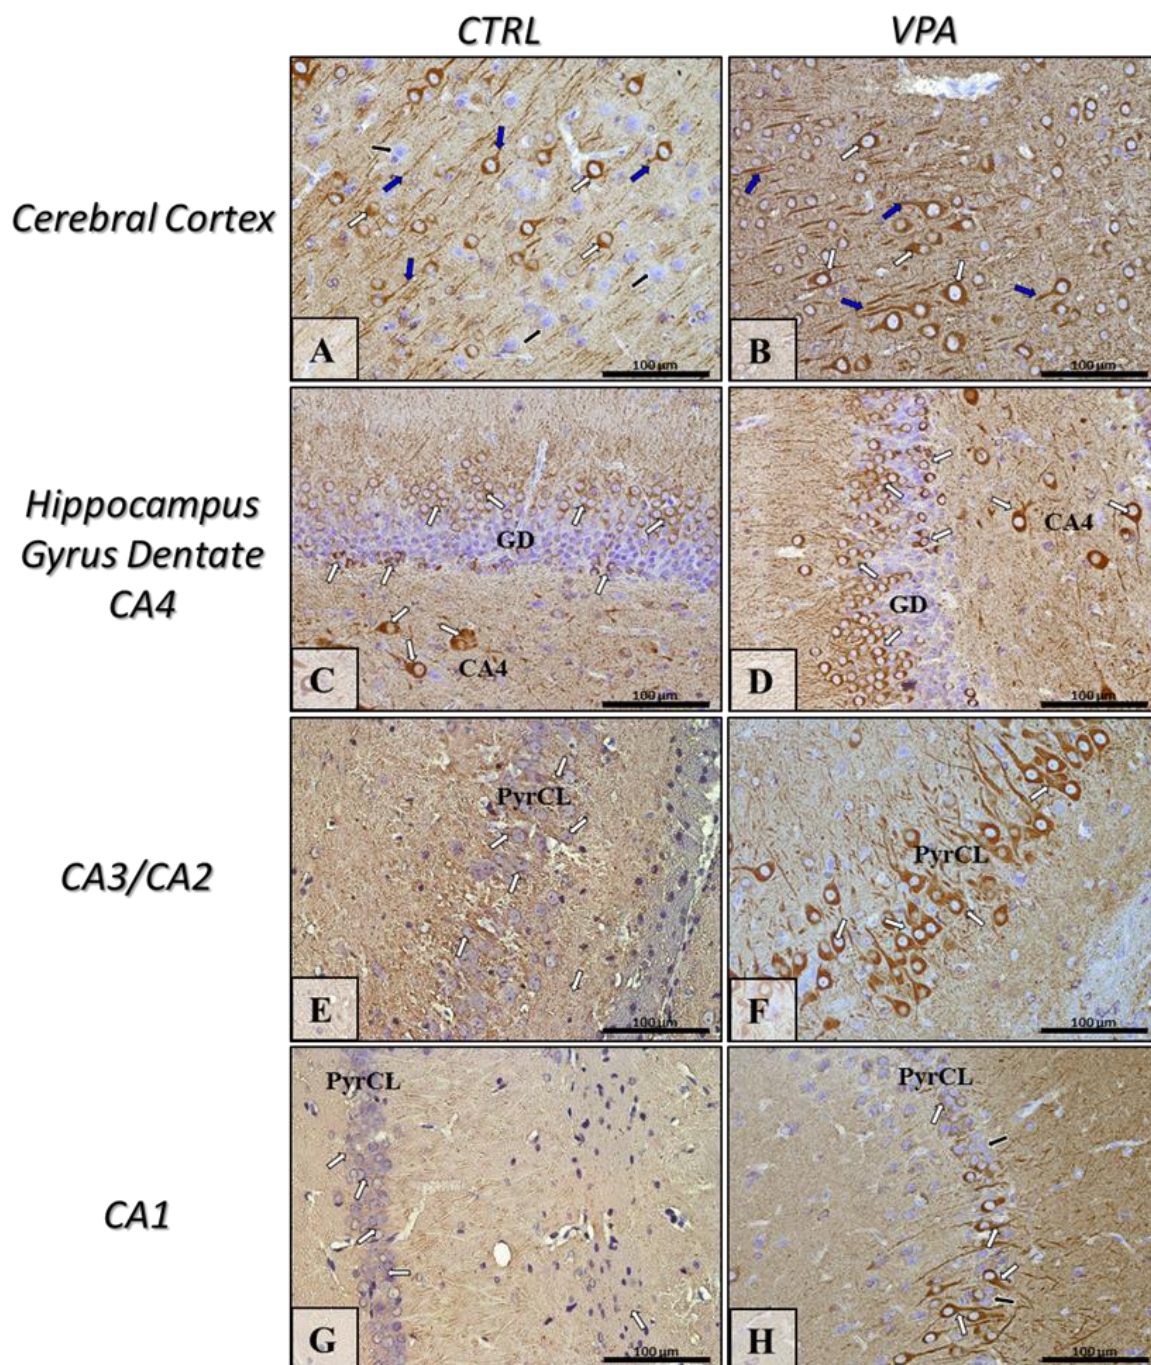 CTRL
VPA
Cerebral Cortex
A
100 µm
B
100 µm
Hippocampus
Gyrus Dentate
CA4
GD
CA4
C
100 µm
CA4
GD
D
100 µm
CA3/CA2
PyrCL
E
100 µm
PyrCL
F
100 µm
CA1
PyrCL
G
100 µm
PyrCL
H
100 µm